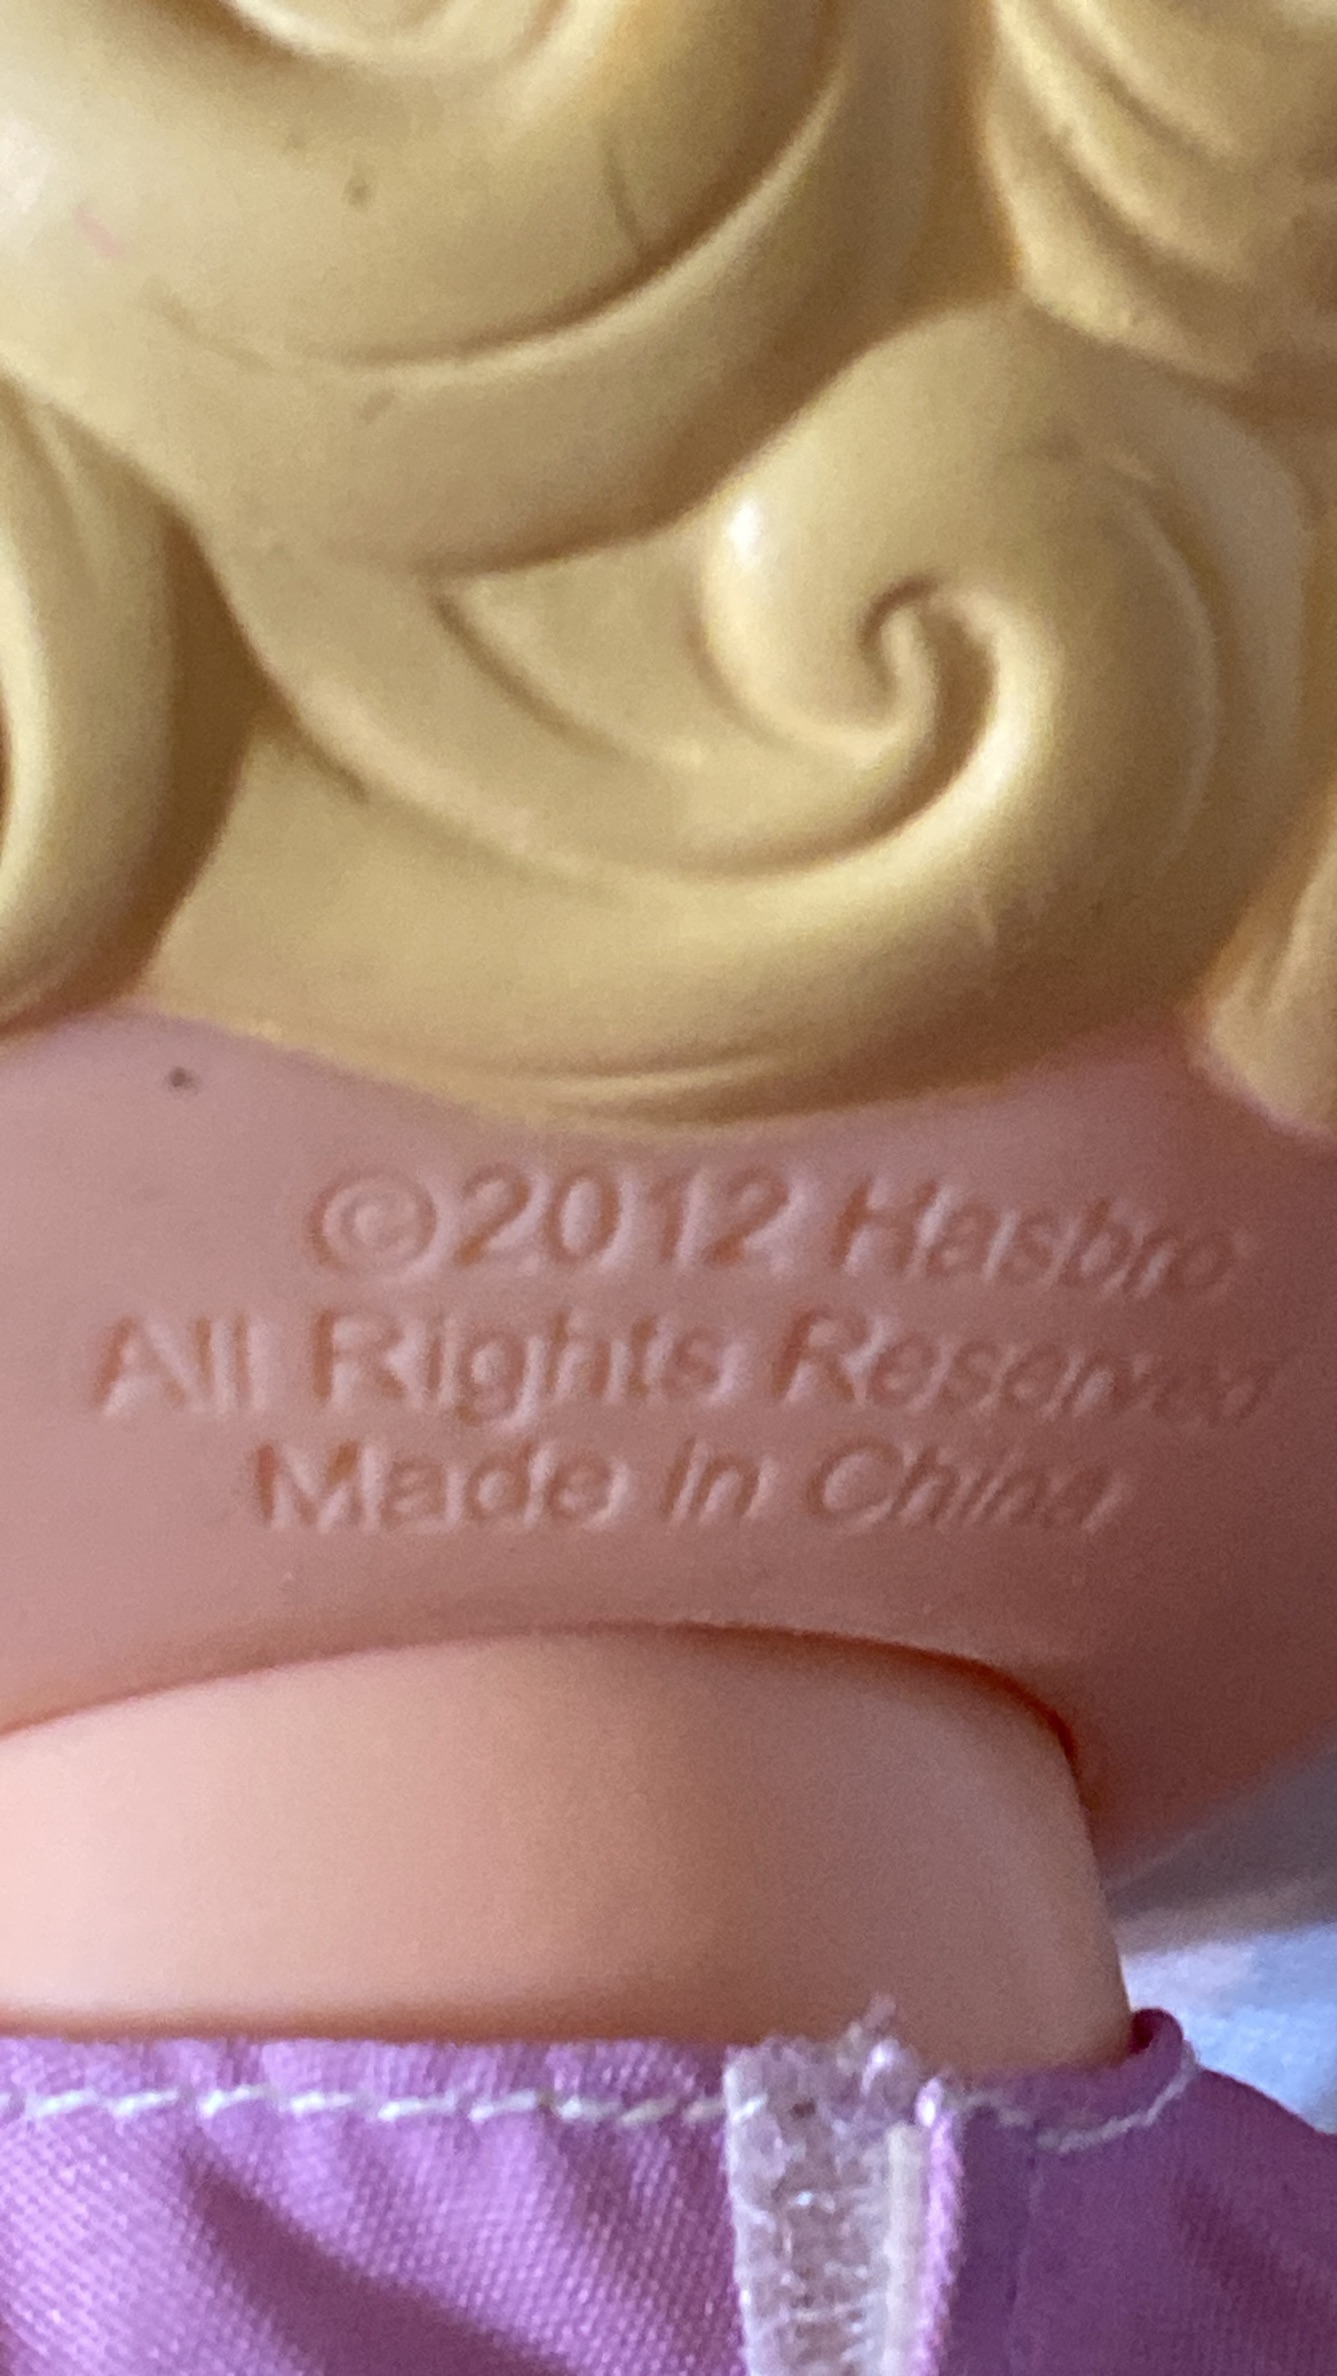 ©2012 Hasbro
All Rights Reserved
Made in China